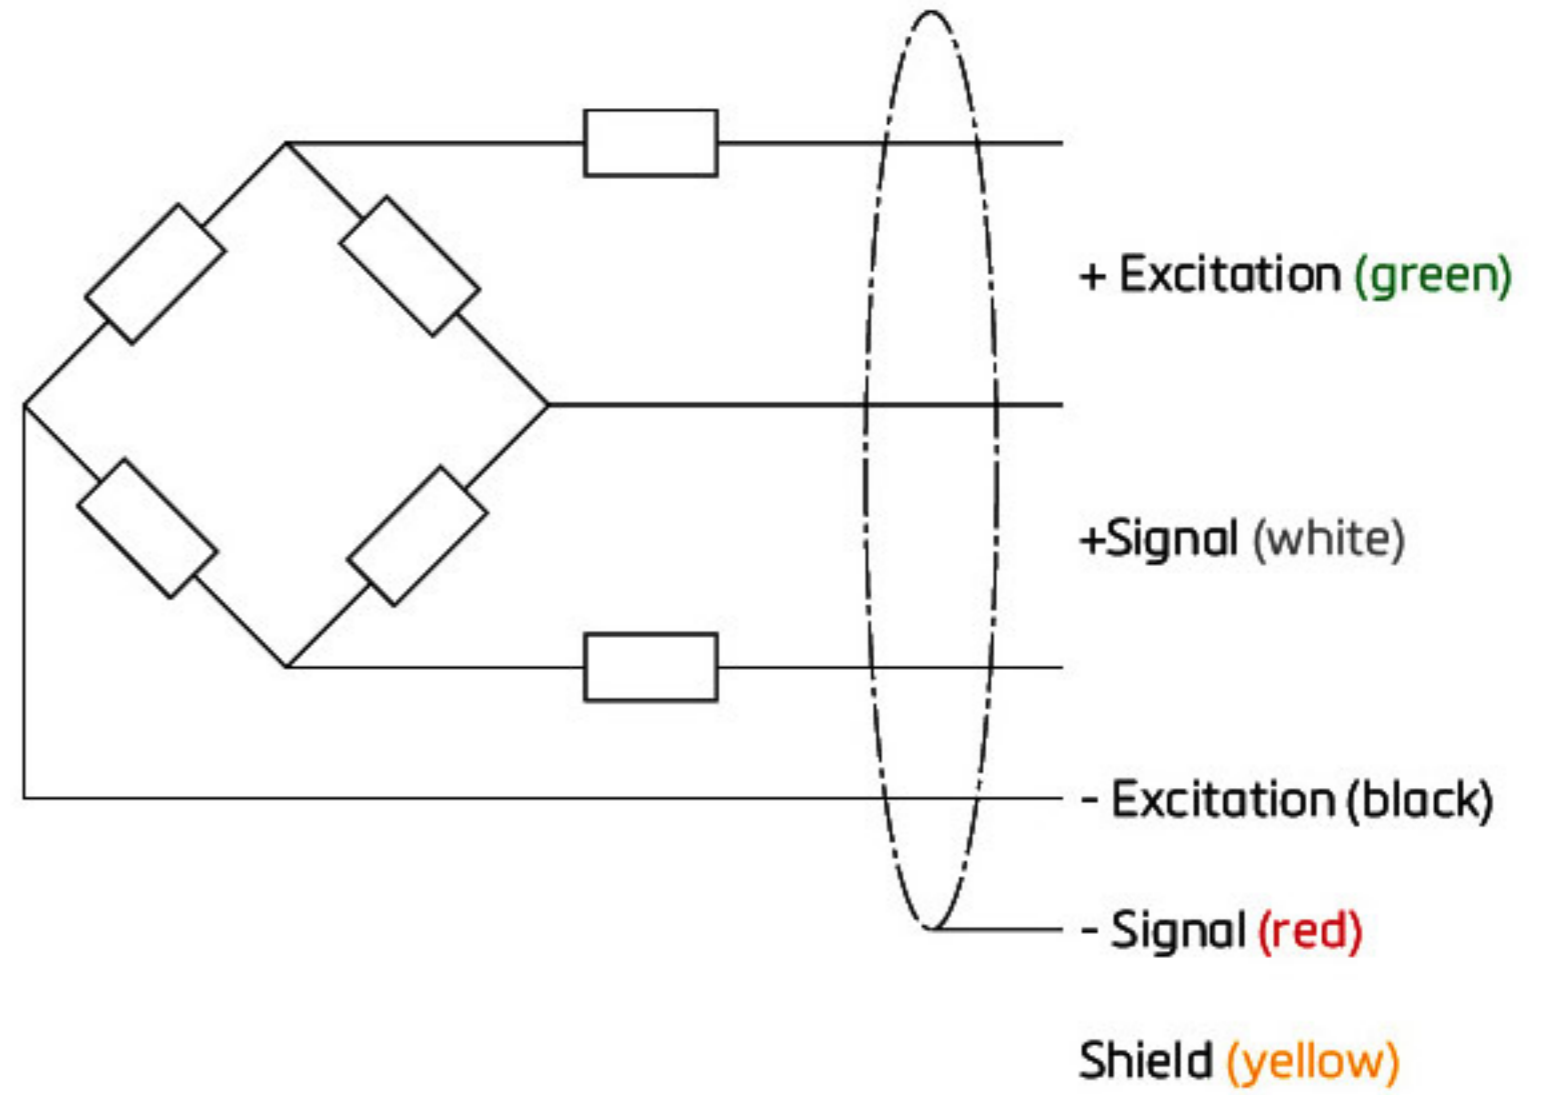 + Excitation (green)
+Signal (white)
- Excitation (black)
- Signal (red)
Shield (yellow)